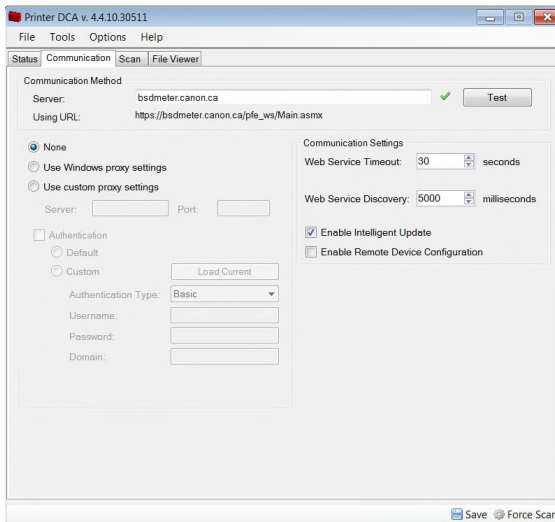 Printer DCA v. 4.4.10.30511
File Tools Options Help
Status Communication Scan File Viewer
Communication Method
Server: bsdmeter.canon.ca Test
Using URL: https://bsdmeter.canon.ca/pfe_ws/Main.asmx
None
Use Windows proxy settings
Use custom proxy settings
Server: Port:
Authentication
Default
Custom Load Current
Authentication Type: Basic
Username:
Password:
Domain:
Communication Settings
Web Service Timeout: 30 seconds
Web Service Discovery: 5000 milliseconds
Enable Intelligent Update
Enable Remote Device Configuration
Save Force Scan